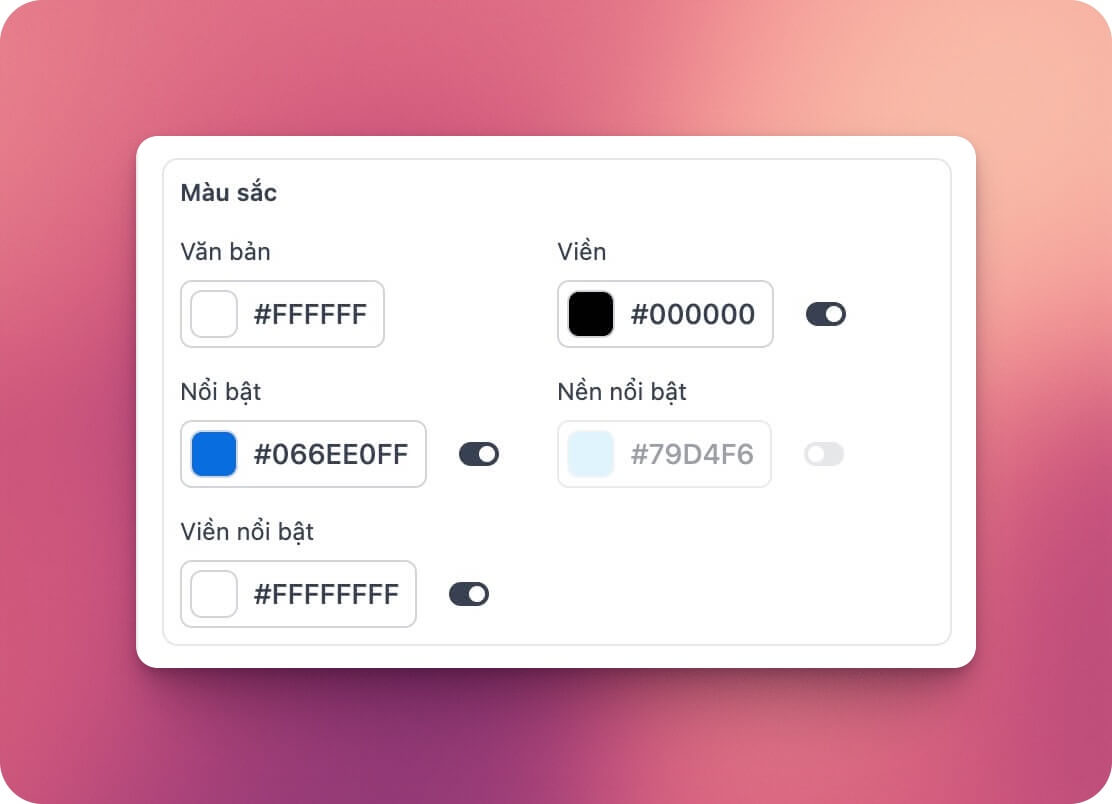 Màu sắc
Văn bản
Viền
#FFFFFF
#000000
Nổi bật
Nền nổi bật
#066EE0FF
#79D4F6
Viền nổi bật
#FFFFFFFF